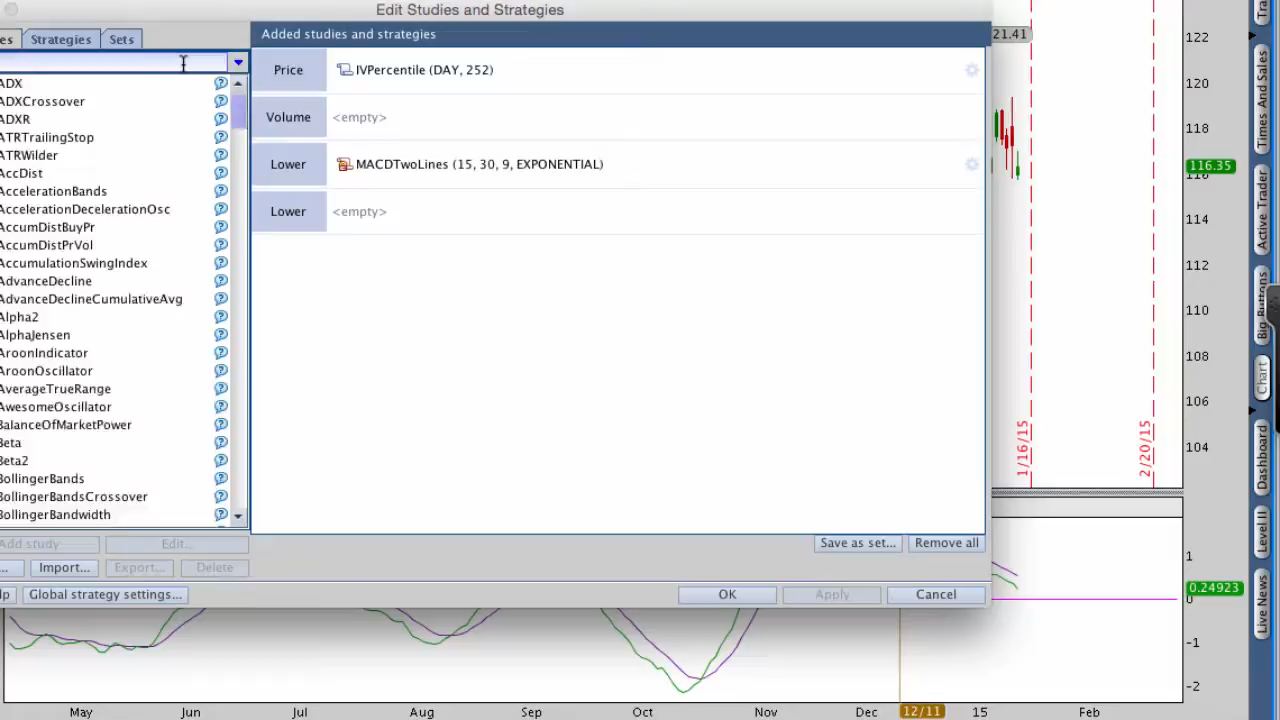 Edit Studies and Strategies
es
Strategies
Sets
Added studies and strategies
ADX
ADXCrossover
ADXR
ATRTrailingStop
ATRWilder
AccDist
AccelerationBands
AccelerationDecelerationOsc
AccumDistBuyPr
AccumDistPrVol
AccumulationSwingIndex
AdvanceDecline
AdvanceDeclineCumulativeAvg
Alpha2
AlphaJensen
AroonIndicator
AroonOscillator
AverageTrueRange
AwesomeOscillator
BalanceOfMarketPower
Beta
Beta2
BollingerBands
BollingerBandsCrossover
BollingerBandwidth
Price IVPercentile (DAY, 252)
Volume <empty>
Lower MACDTwoLines (15, 30, 9, EXPONENTIAL)
Lower <empty>
Add study
Edit...
Save as set...
Remove all
...
Import...
Export...
Delete
lp
Global strategy settings...
OK
Apply
Cancel
21.41
122
120
118
116.35
116
114
112
110
108
106
104
1/16/15
2/20/15
1
0.24923
0
-1
-2
May Jun Jul Aug Sep Oct Nov Dec 12/11 15 Feb
Tra
Times And Sales
Active Trader
Big Buttons
Chart
Dashboard
Level II
Live News